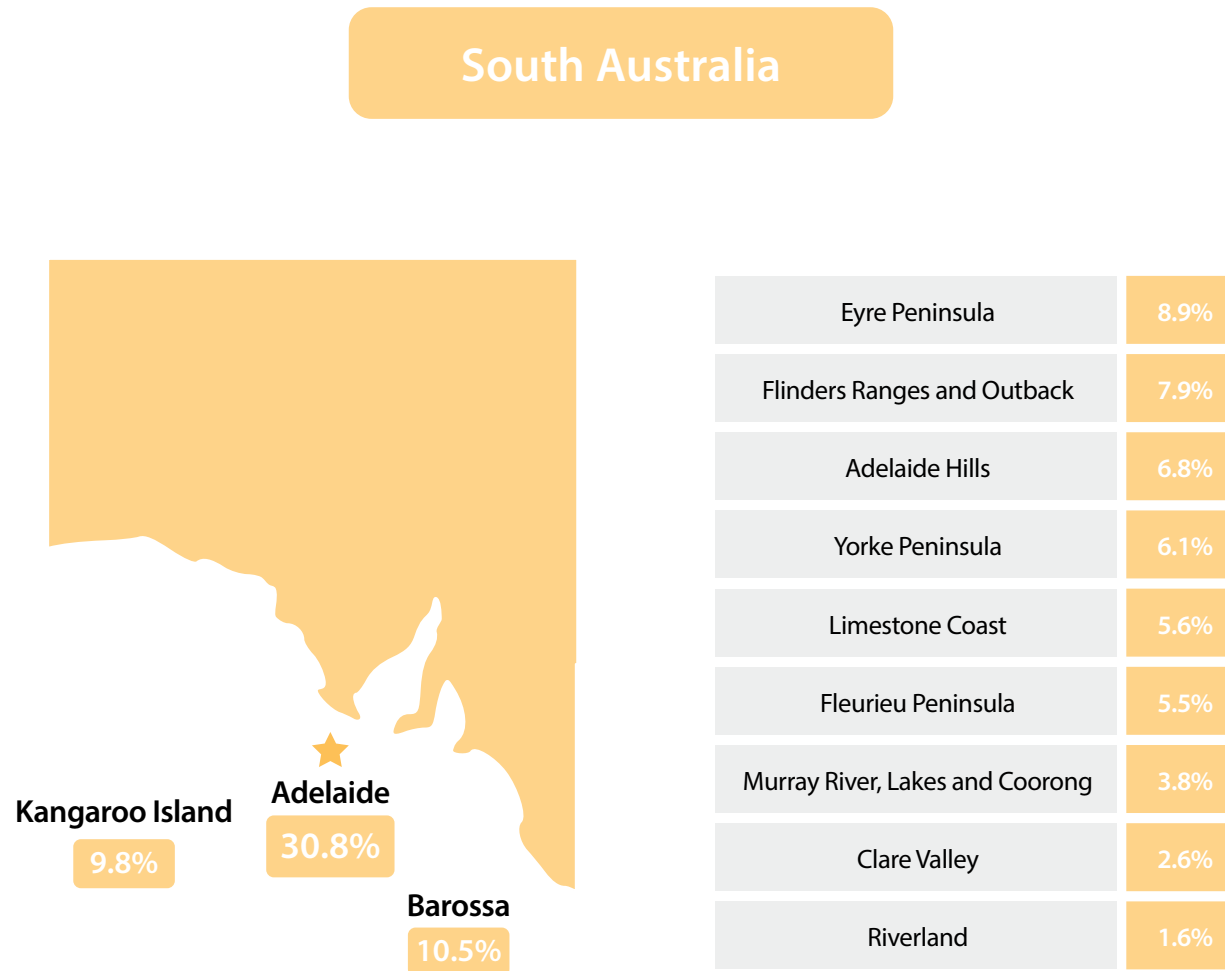 South Australia
Kangaroo Island
9.8%
Adelaide
30.8%
Barossa
10.5%
Eyre Peninsula 8.9%
Flinders Ranges and Outback 7.9%
Adelaide Hills 6.8%
Yorke Peninsula 6.1%
Limestone Coast 5.6%
Fleurieu Peninsula 5.5%
Murray River, Lakes and Coorong 3.8%
Clare Valley 2.6%
Riverland 1.6%